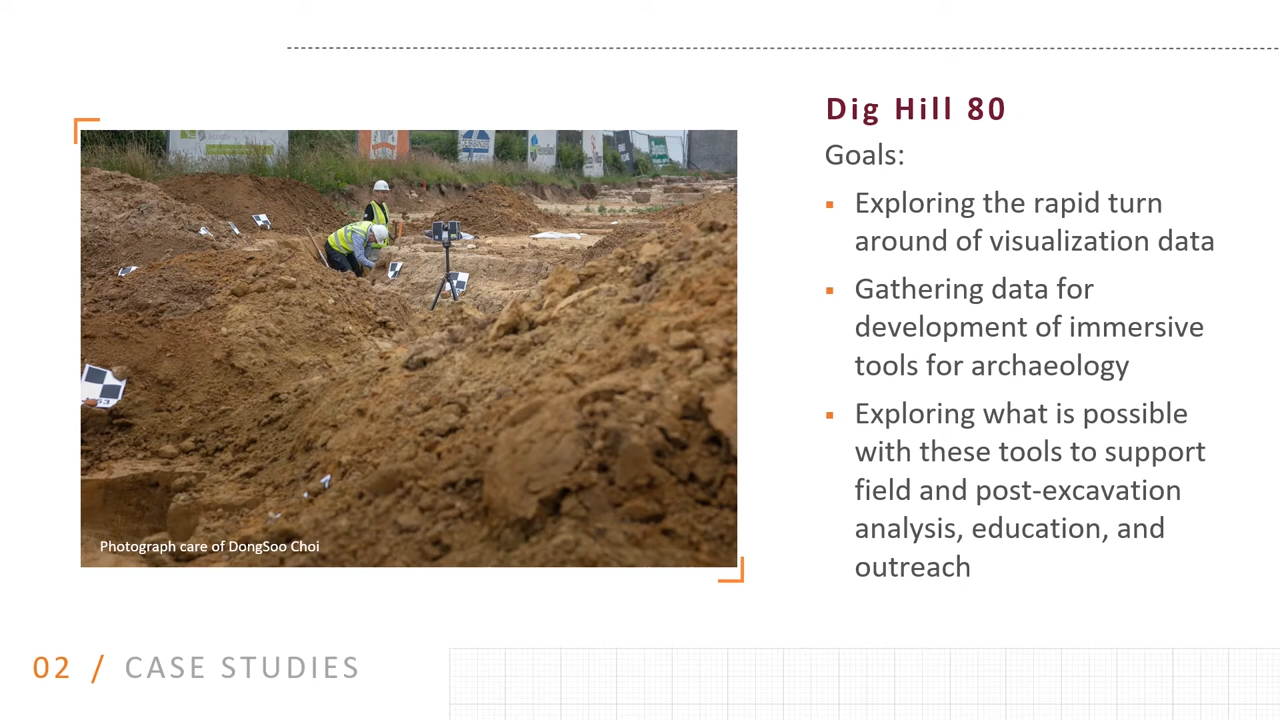 Dig Hill 80
Goals:
Exploring the rapid turn
around of visualization data
Gathering data for
development of immersive
tools for archaeology
Exploring what is possible
with these tools to support
field and post-excavation
analysis, education, and
outreach
Photograph care of DongSoo Choi
02 / CASE STUDIES